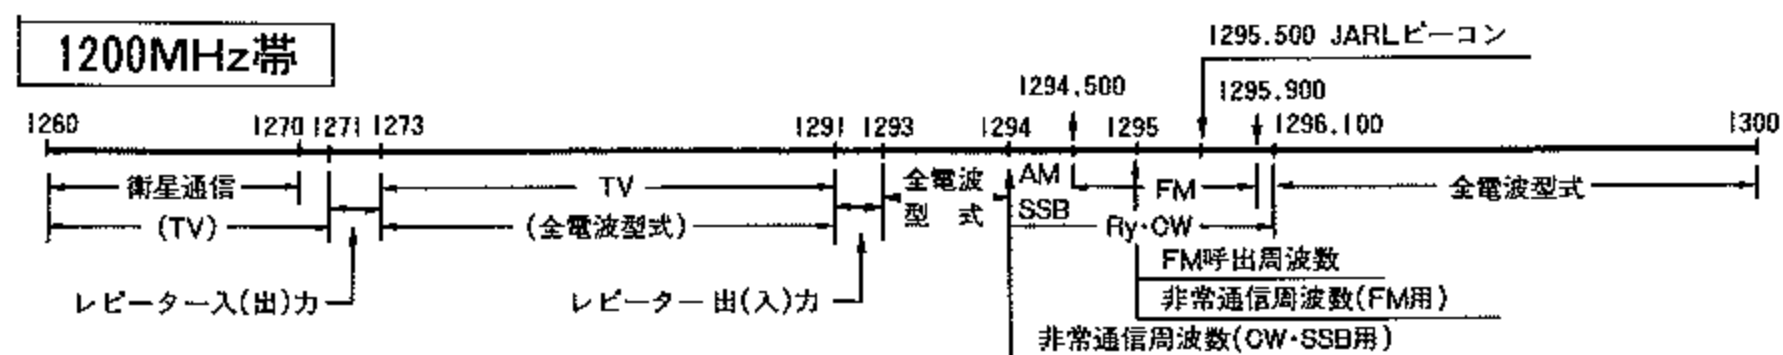 1200MHz帯
1295.500 JARLビーコン
1294.500
1295.900
1260
1270
1271
1273
1291
1293
1294
1295
1296.100
1300
衛星通信
TV
全電波
型式
AM
SSB
FM
全電波型式
(TV)
(全電波型式)
Ry・CW
レピーター入(出)力
レピーター出(入)力
FM呼出周波数
非常通信周波数(FM用)
非常通信周波数(CW・SSB用)